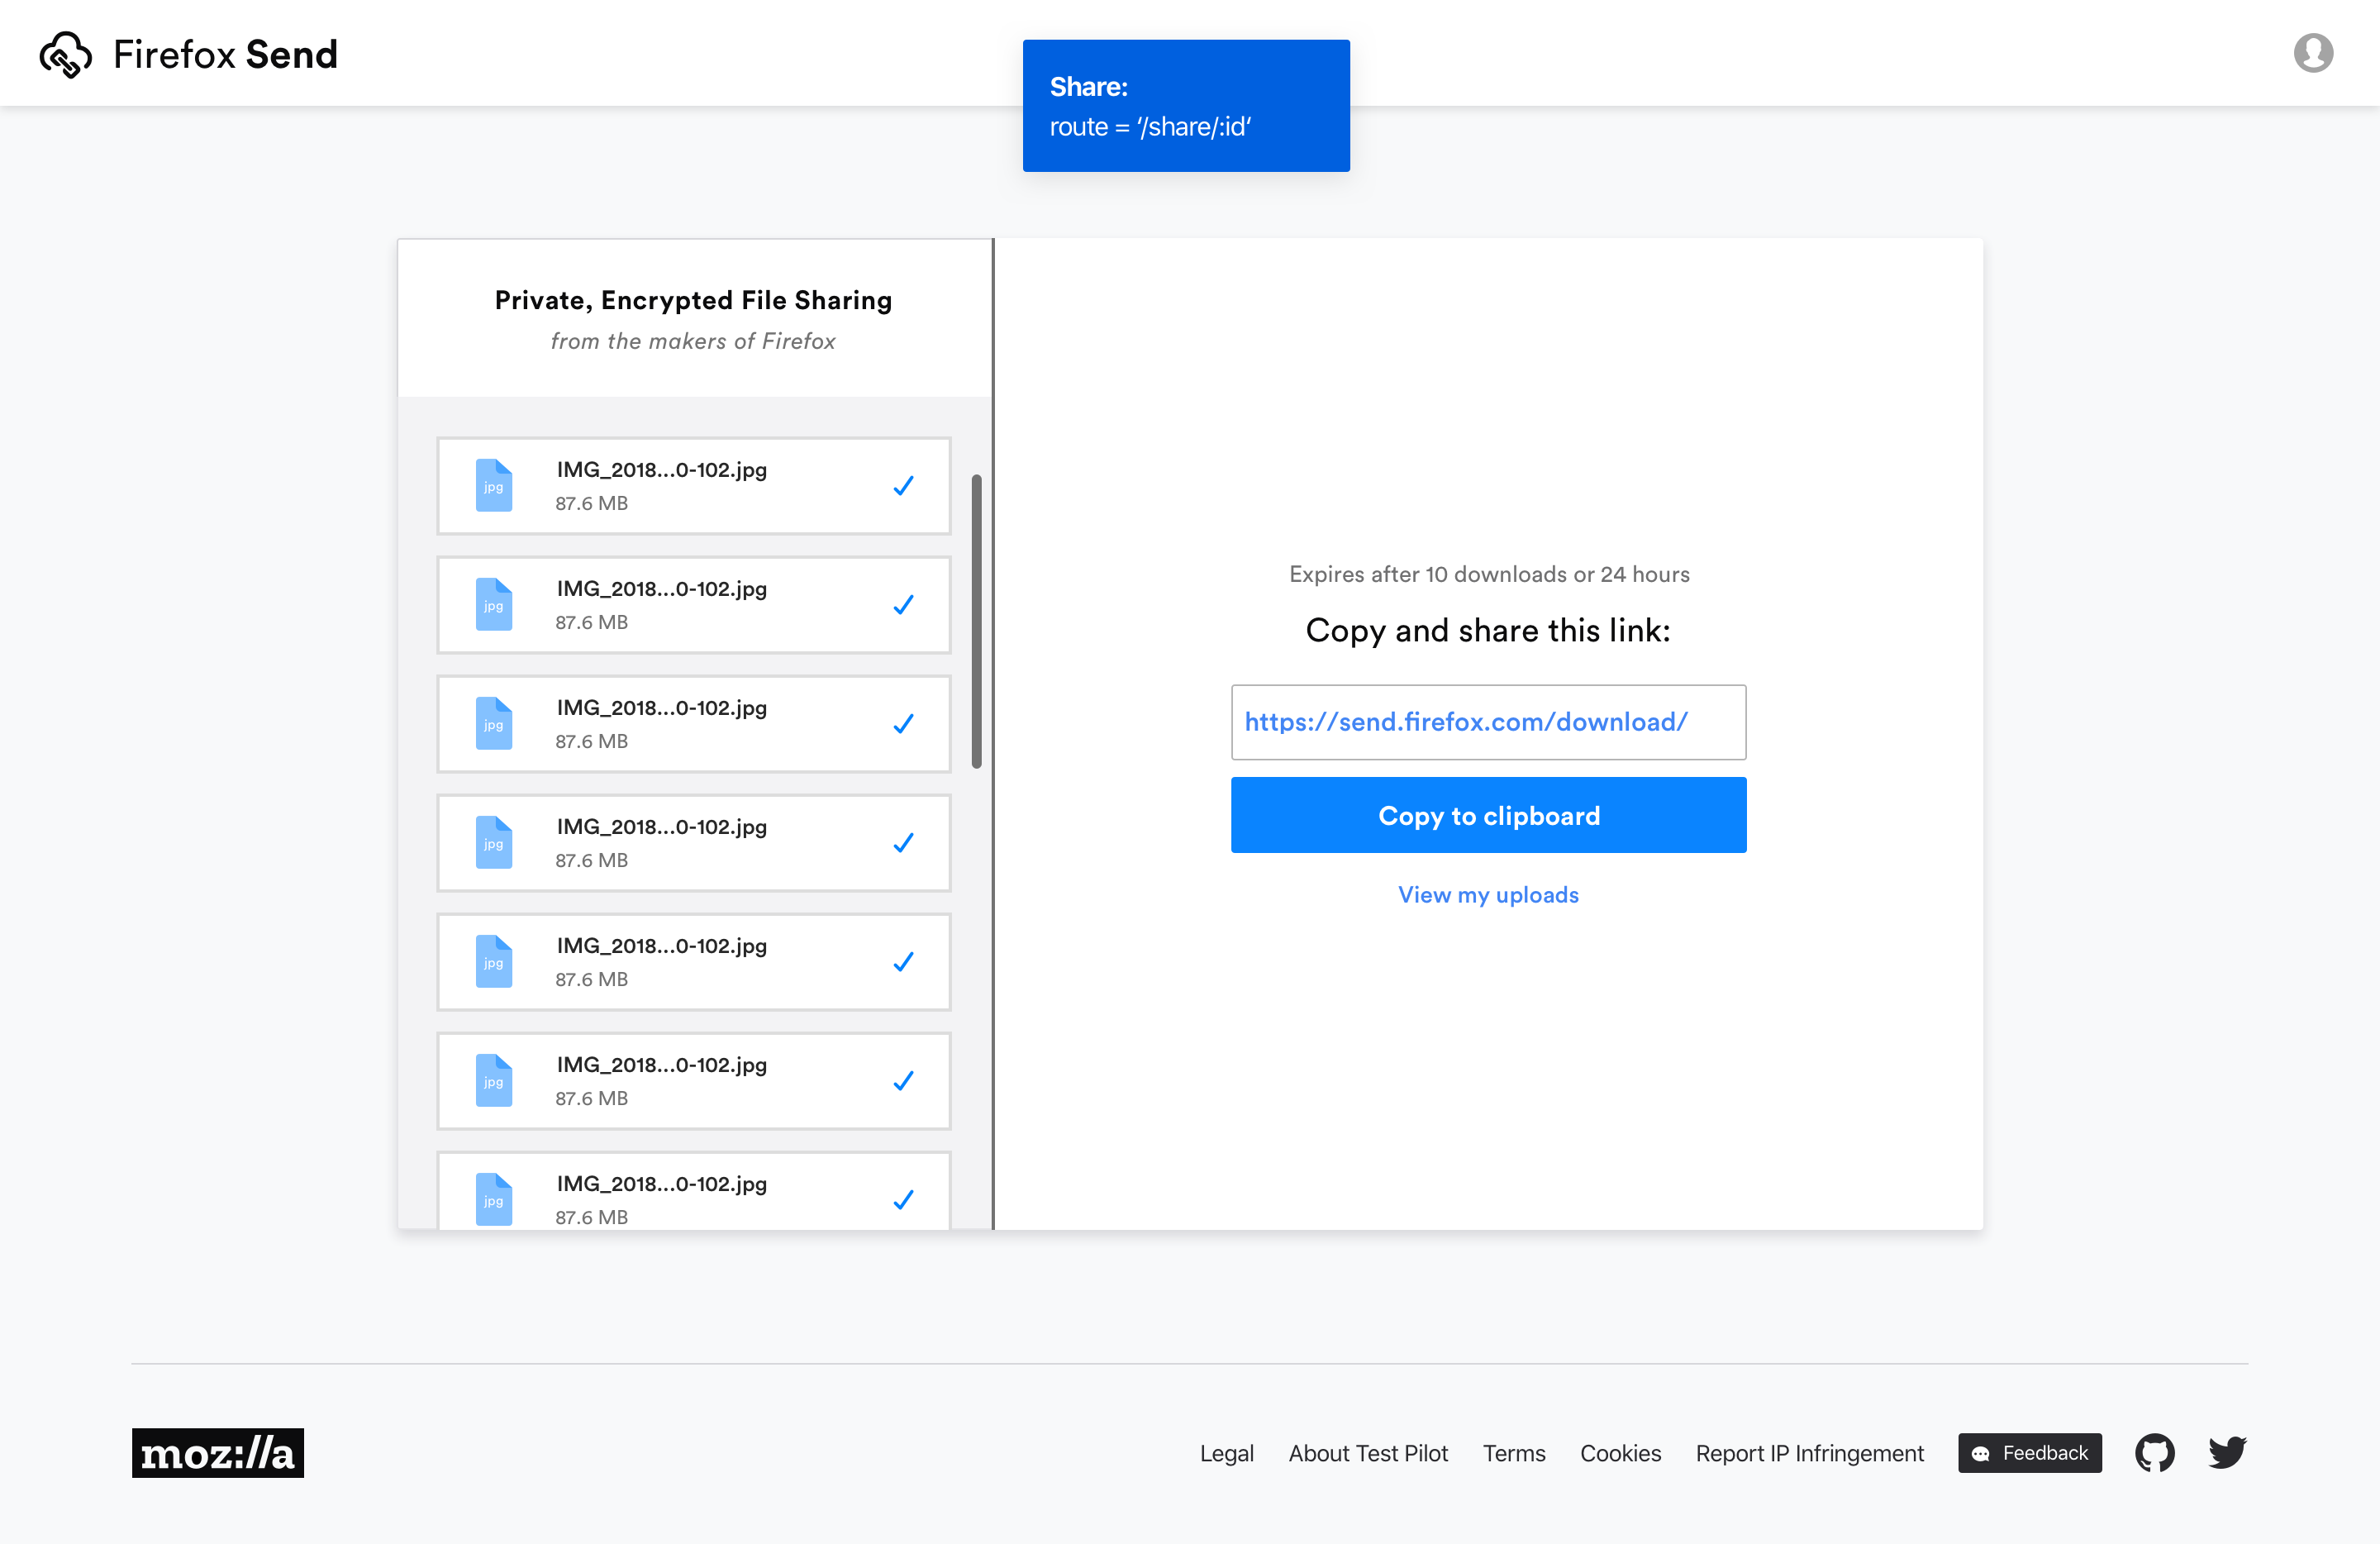 Firefox Send
Share:
route = ‘/share/:id‘
Private, Encrypted File Sharing
from the makers of Firefox
jpg
IMG_2018...0-102.jpg
87.6 MB
jpg
IMG_2018...0-102.jpg
87.6 MB
jpg
IMG_2018...0-102.jpg
87.6 MB
jpg
IMG_2018...0-102.jpg
87.6 MB
jpg
IMG_2018...0-102.jpg
87.6 MB
jpg
IMG_2018...0-102.jpg
87.6 MB
jpg
IMG_2018...0-102.jpg
87.6 MB
Expires after 10 downloads or 24 hours
Copy and share this link:
https://send.firefox.com/download/
Copy to clipboard
View my uploads
moz://a
Legal
About Test Pilot
Terms
Cookies
Report IP Infringement
Feedback